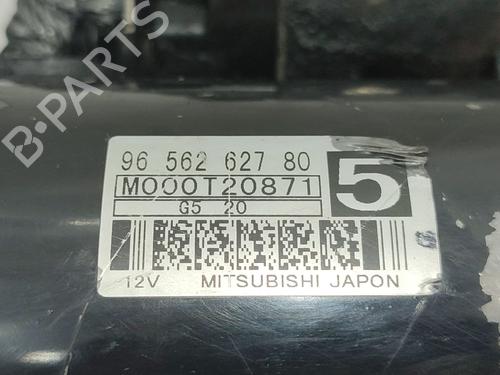 B-PARTS
96 562 627 80
M000T20871
5
G5 20
12V MITSUBISHI JAPON